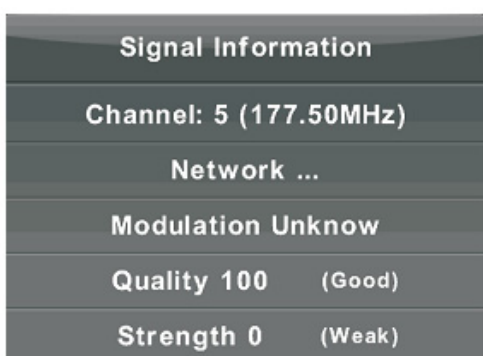 Signal Information
Channel: 5 (177.50MHz)
Network ...
Modulation Unknow
Quality 100 (Good)
Strength 0 (Weak)